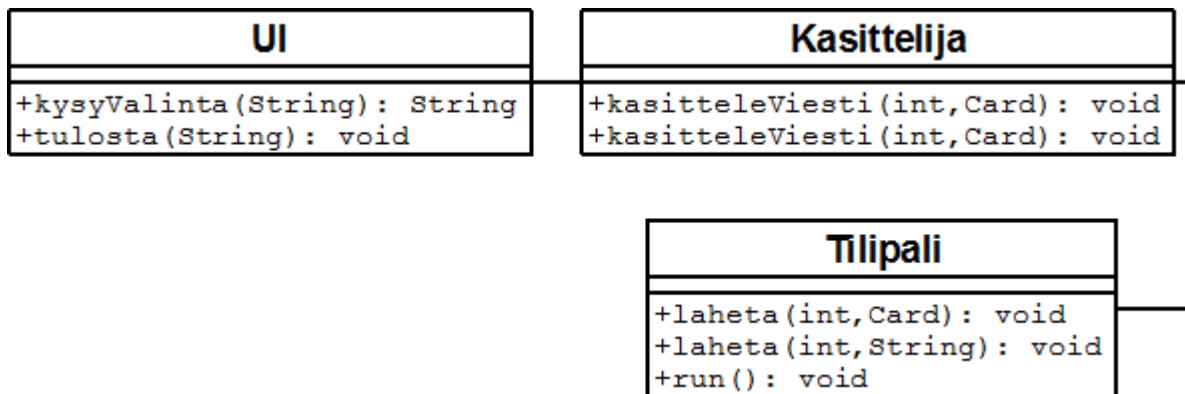 UI
+kysyValinta(String): String
+tulosta(String): void
Kasittelija
+kasitteleViesti(int,Card): void
+kasitteleViesti(int,Card): void
Tilipali
+laheta(int,Card): void
+laheta(int,String): void
+run(): void